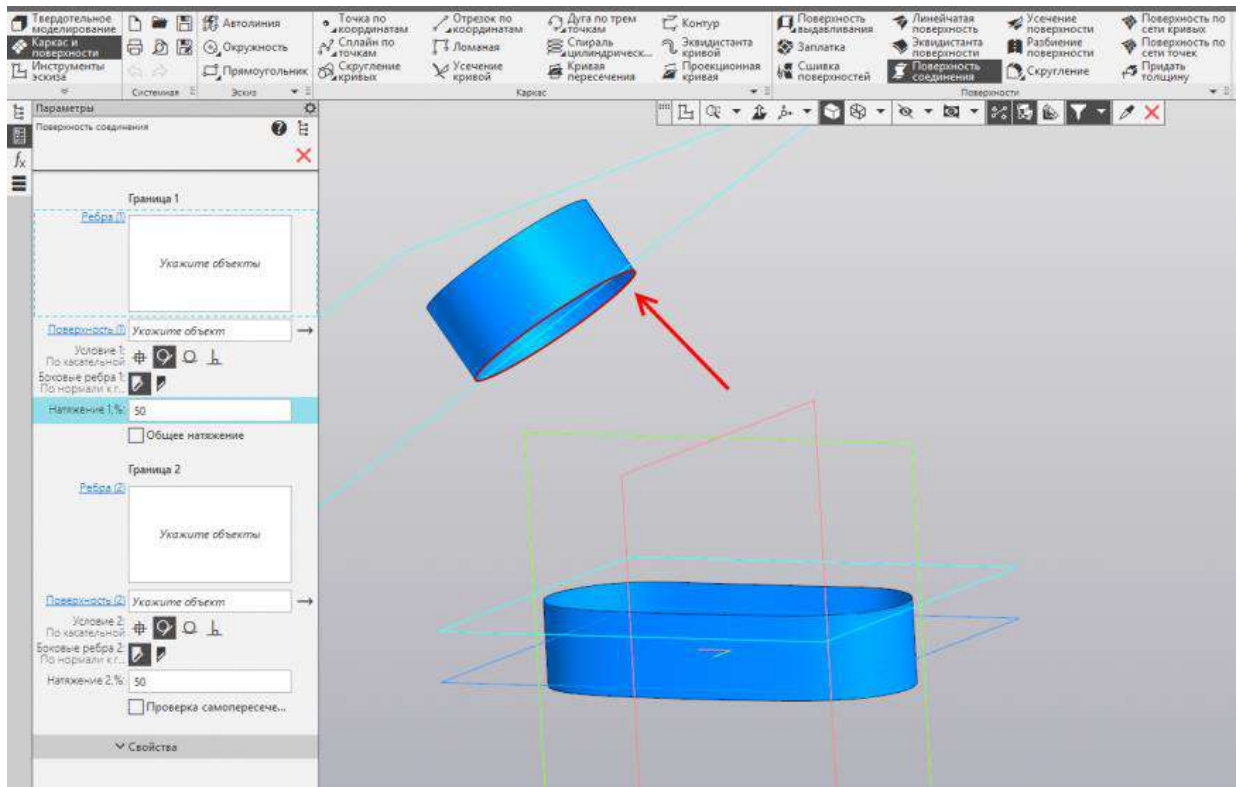 Твердотельное моделирование
Каркас и поверхности
Инструменты эскиза
Системная
Автолиния
Окружность
Прямоугольник
Эскиз
Точка по координатам
Сплайн по точкам
Скругление кривых
Отрезок по координатам
Ломаная
Усечение кривой
Дуга по трем точкам
Спираль цилиндрическ...
Кривая пересечения
Контур
Эквидистанта кривой
Проекционная кривая
Каркас
Поверхность выдавливания
Заплатка
Сшивка поверхностей
Линейчатая поверхность
Эквидистанта поверхности
Поверхность соединения
Усечение поверхности
Разбиение поверхности
Скругление
Поверхность по сети кривых
Поверхность по сети точек
Придать толщину
Поверхности
Параметры
Поверхность соединения
Граница 1
Ребра (1)
Укажите объекты
Поверхность (1) Укажите объект
Условие 1:
По касательной
Боковые ребра 1:
По нормали к г...
Натяжение 1,%: 50
Общее натяжение
Граница 2
Ребра (2)
Укажите объекты
Поверхность (2) Укажите объект
Условие 2:
По касательной
Боковые ребра 2:
По нормали к г...
Натяжение 2,%: 50
Проверка самопересече...
Свойства